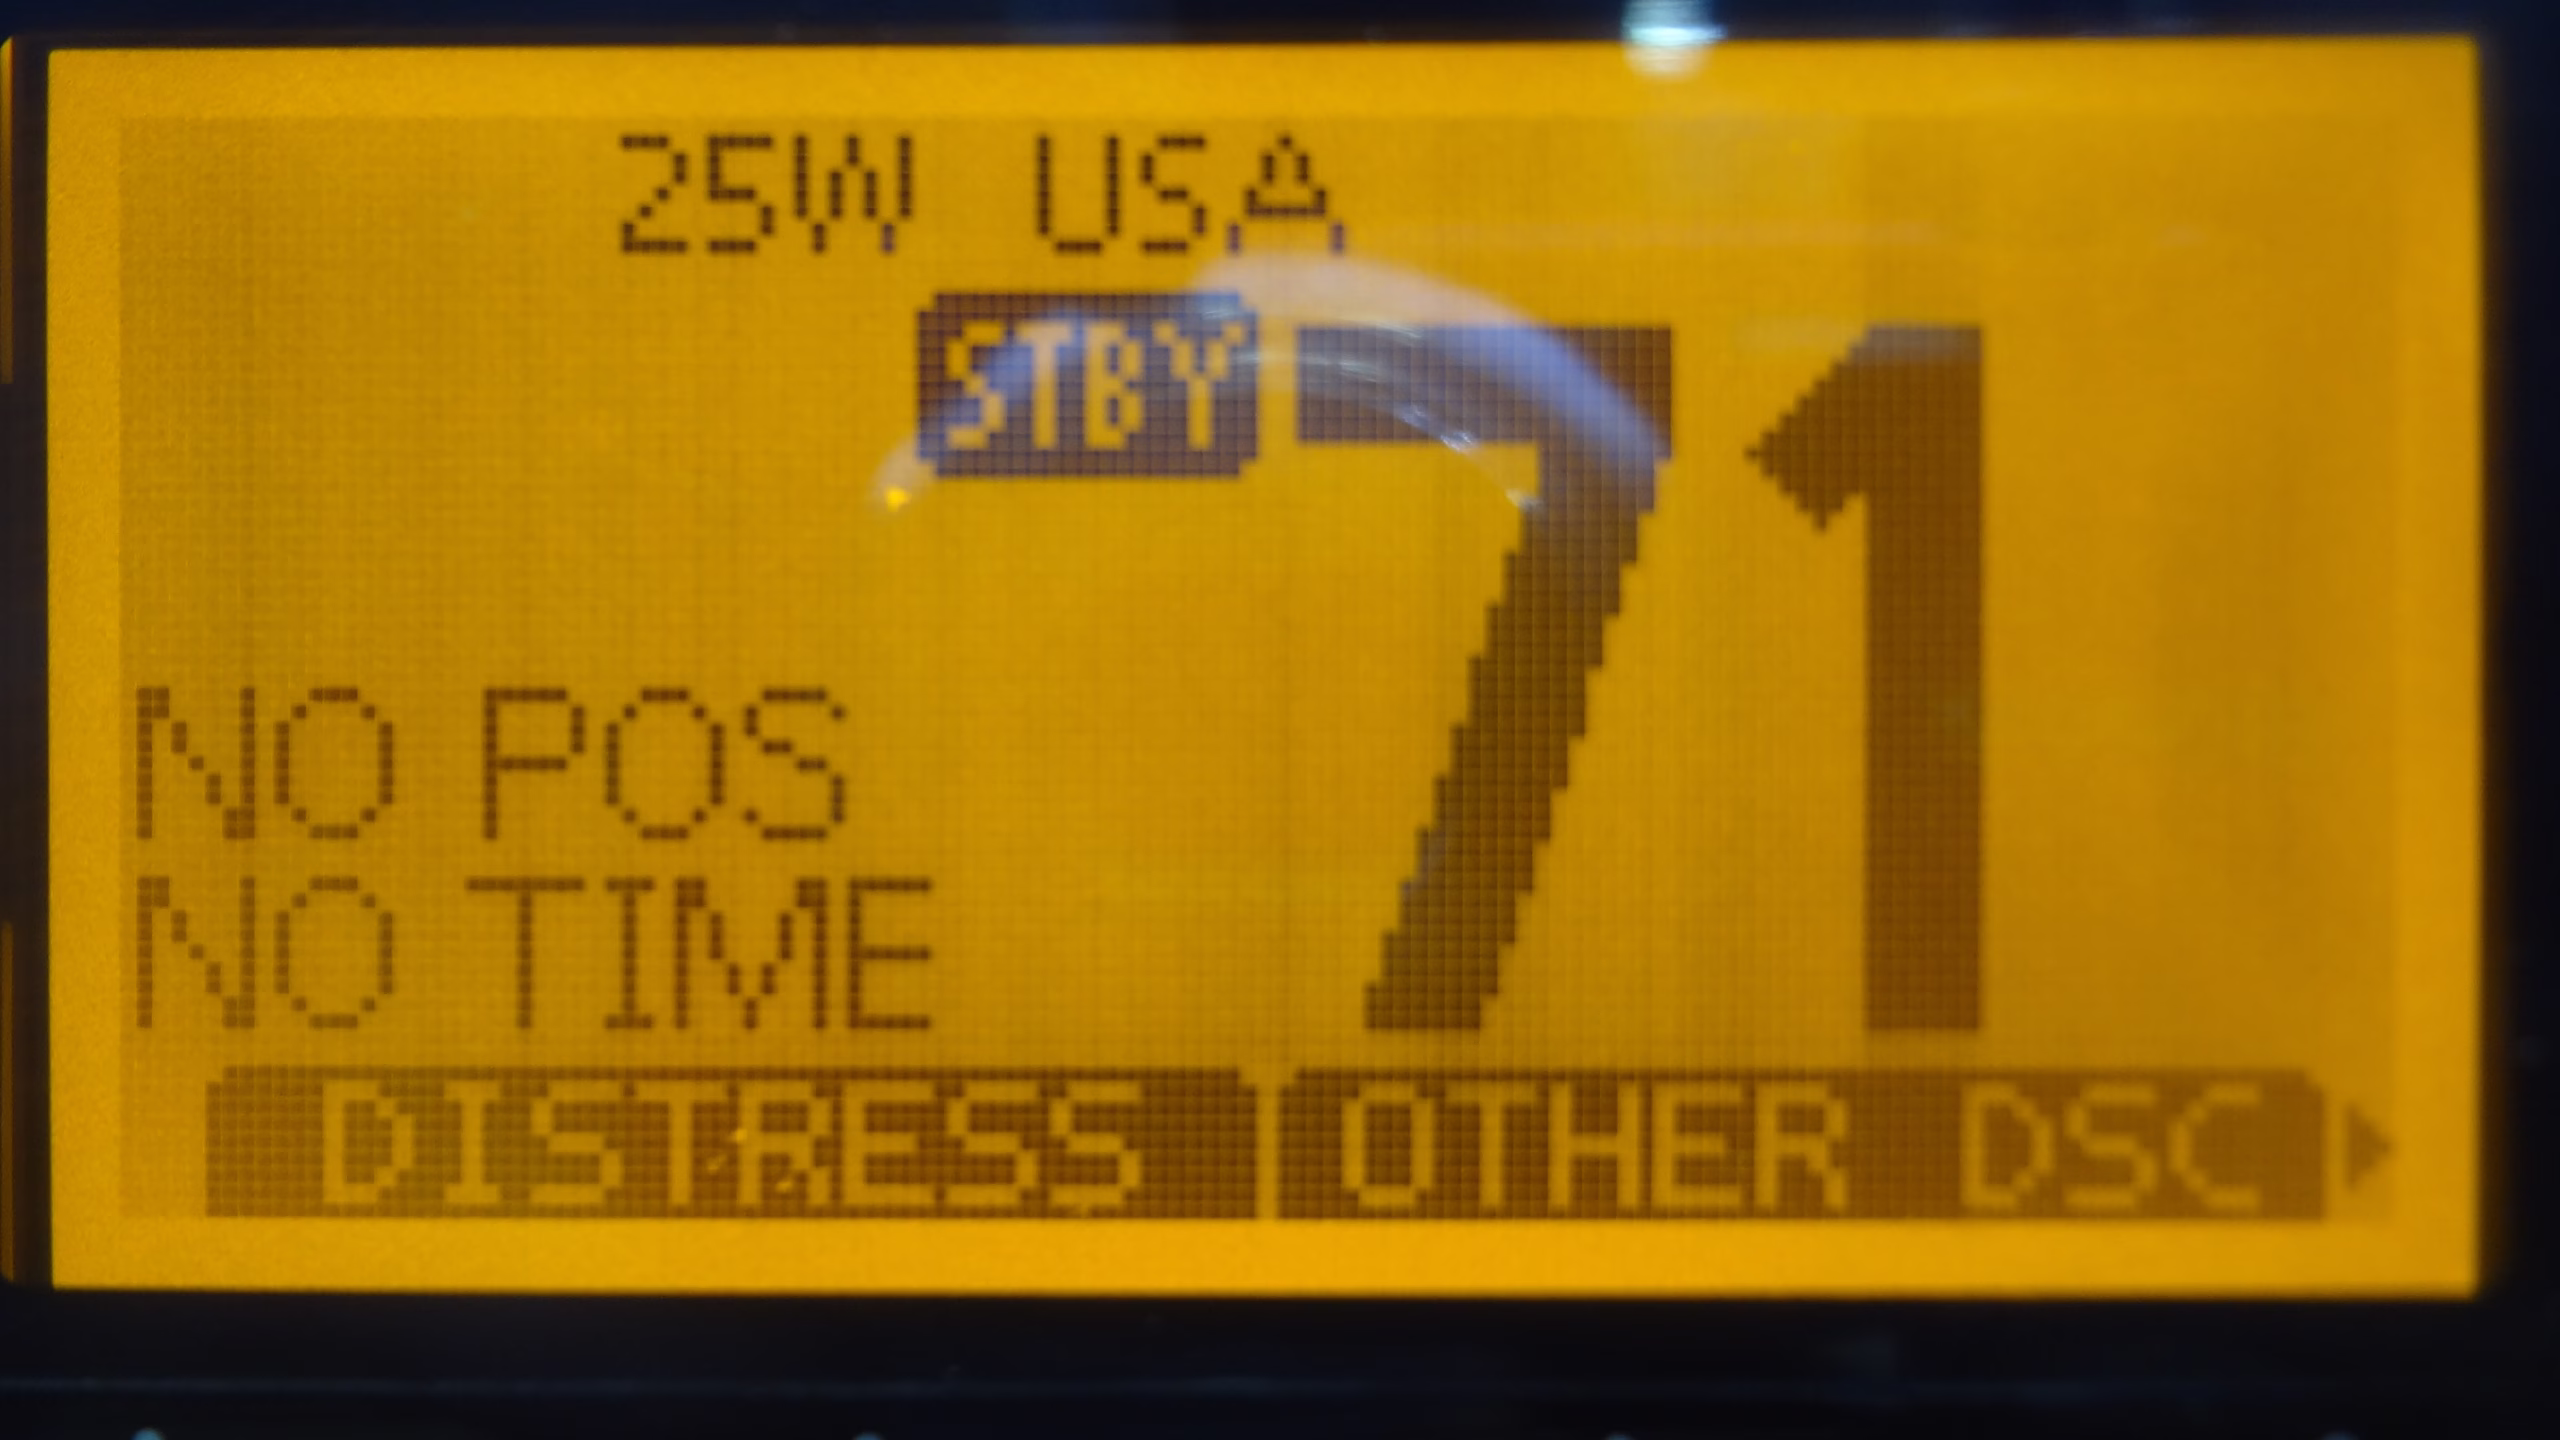 25W USA
STBY 71
NO POS
NO TIME
DISTRESS OTHER DSC